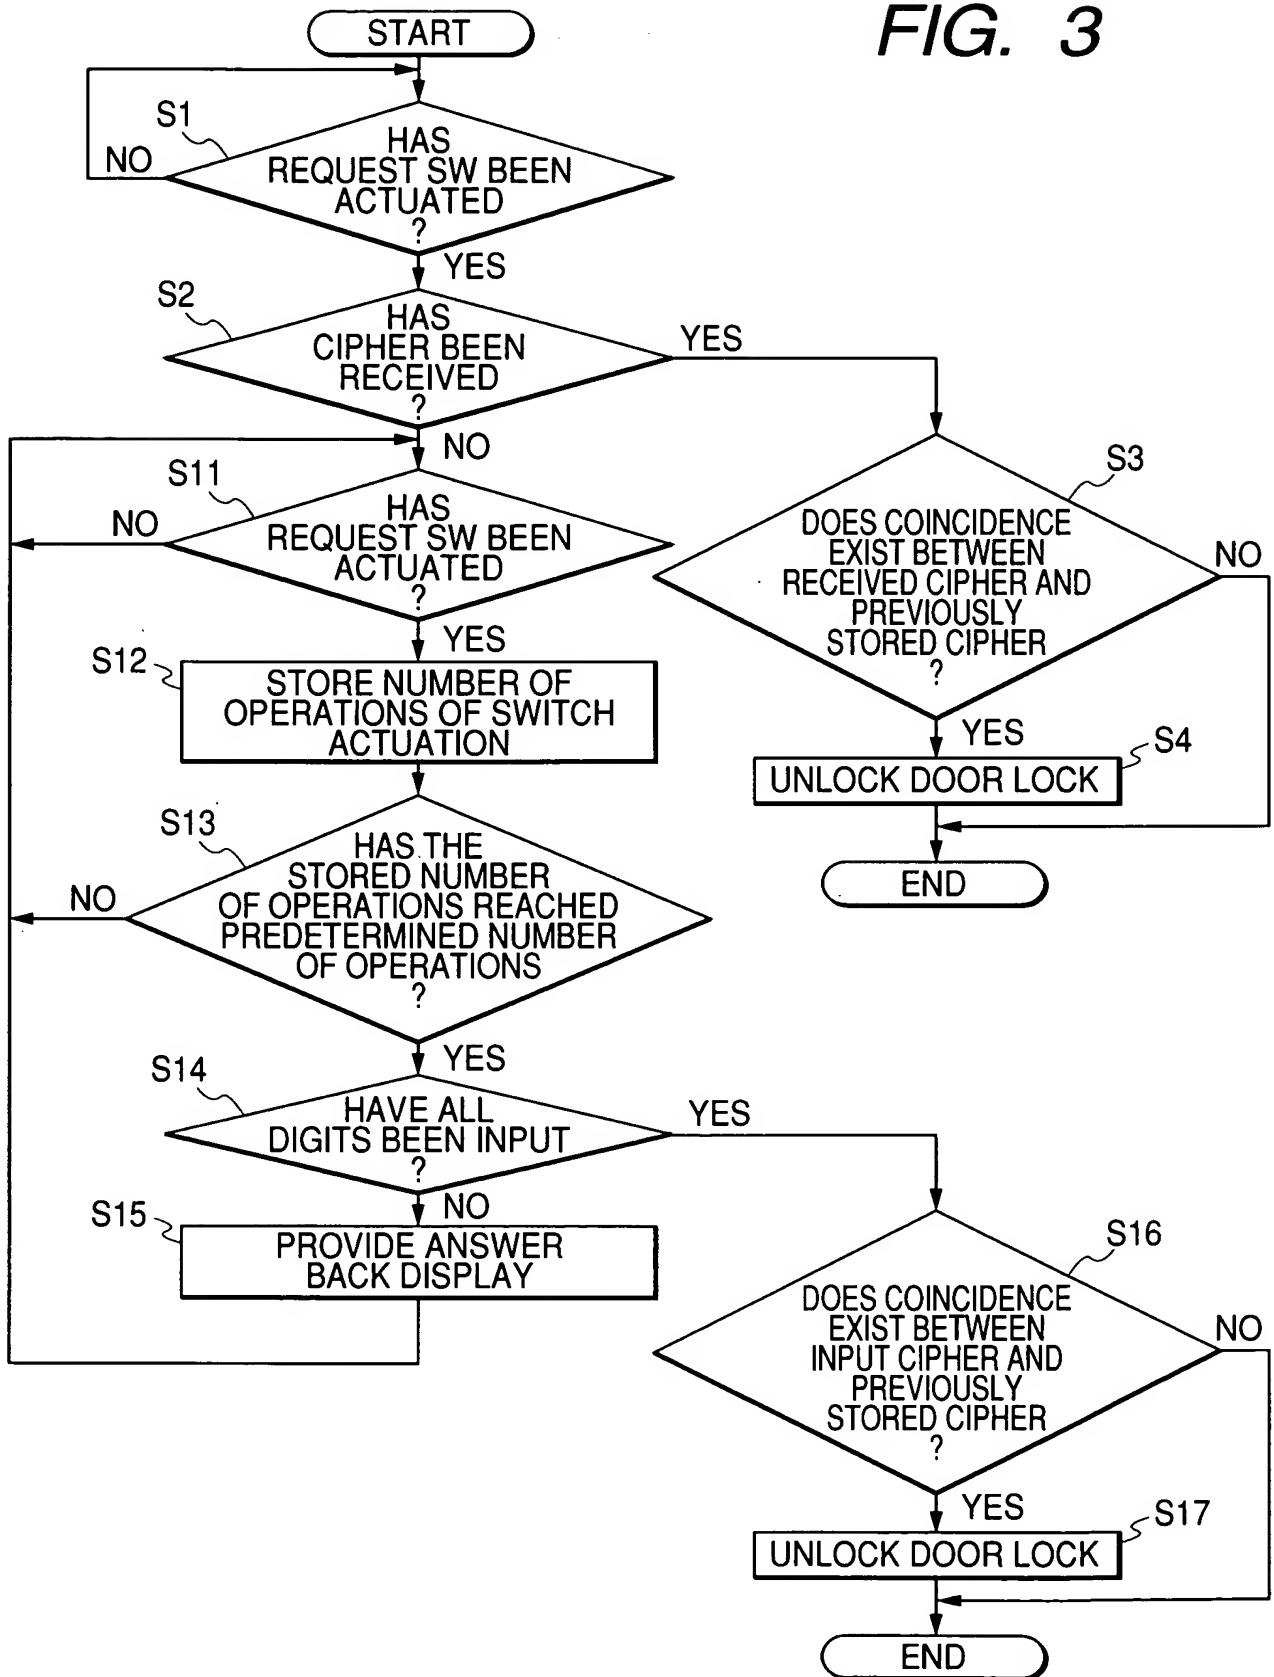 FIG. 3
START
S1
HAS
REQUEST SW BEEN
ACTUATED
?
NO
YES
S2
HAS
CIPHER BEEN
RECEIVED
?
YES
NO
S11
HAS
REQUEST SW BEEN
ACTUATED
?
NO
YES
S3
DOES COINCIDENCE
EXIST BETWEEN
RECEIVED CIPHER AND
PREVIOUSLY
STORED CIPHER
?
NO
YES
S4
UNLOCK DOOR LOCK
END
S12
STORE NUMBER OF
OPERATIONS OF SWITCH
ACTUATION
S13
HAS THE
STORED NUMBER
OF OPERATIONS REACHED
PREDETERMINED NUMBER
OF OPERATIONS
?
NO
YES
S14
HAVE ALL
DIGITS BEEN INPUT
?
YES
NO
S15
PROVIDE ANSWER
BACK DISPLAY
S16
DOES COINCIDENCE
EXIST BETWEEN
INPUT CIPHER AND
PREVIOUSLY
STORED CIPHER
?
NO
YES
S17
UNLOCK DOOR LOCK
END